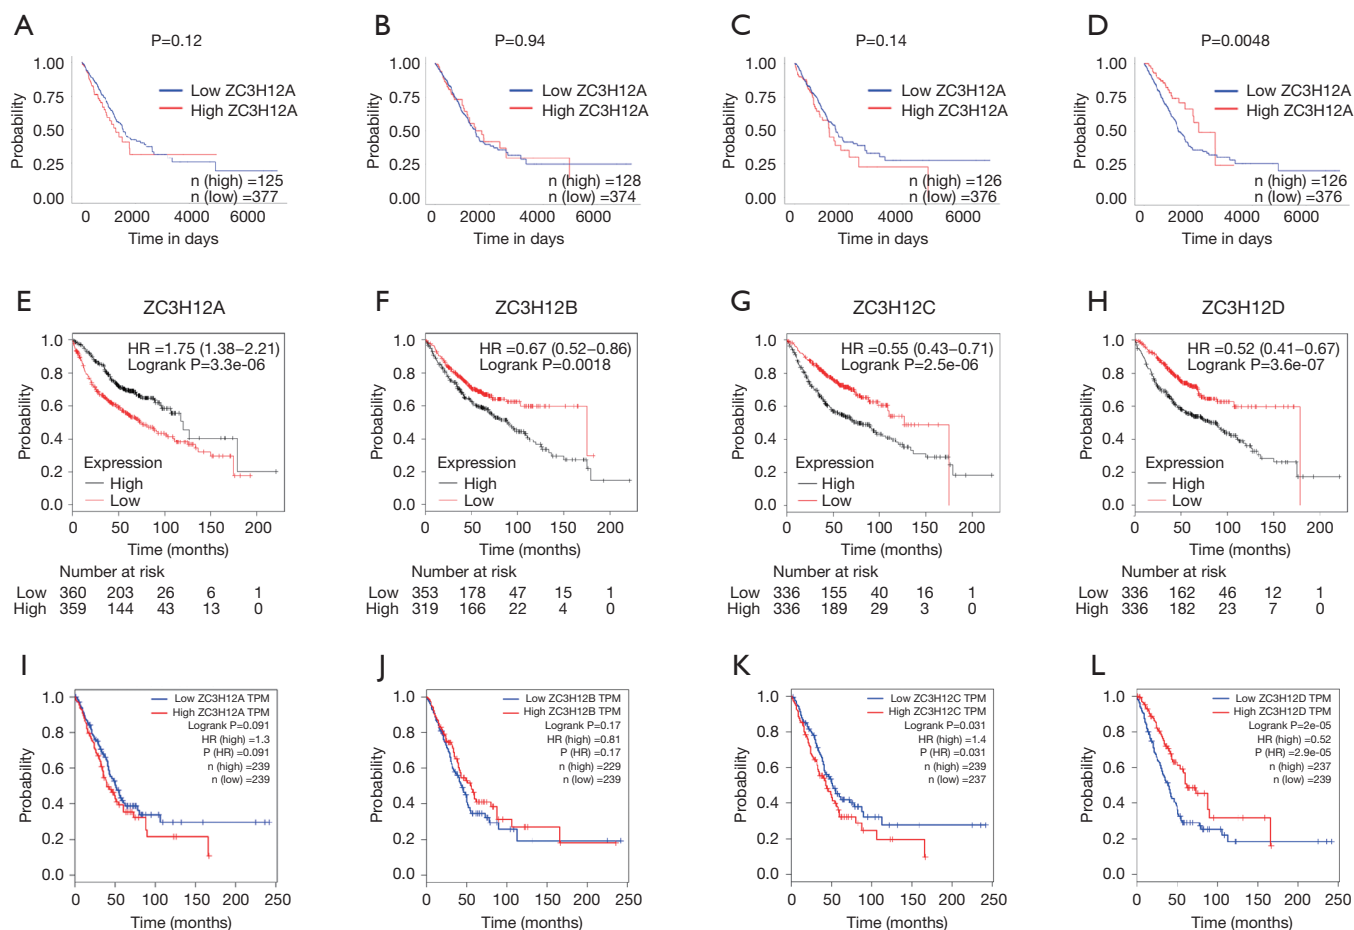 A
P=0.12
1.00
0.75
0.50
0.25
0.00
Probability
Low ZC3H12A
High ZC3H12A
n (high) =125
n (low) =377
0 2000 4000 6000
Time in days
B
P=0.94
1.00
0.75
0.50
0.25
0.00
Probability
Low ZC3H12A
High ZC3H12A
n (high) =128
n (low) =374
0 2000 4000 6000
Time in days
C
P=0.14
1.00
0.75
0.50
0.25
0.00
Probability
Low ZC3H12A
High ZC3H12A
n (high) =126
n (low) =376
0 2000 4000 6000
Time in days
D
P=0.0048
1.00
0.75
0.50
0.25
0.00
Probability
Low ZC3H12A
High ZC3H12A
n (high) =126
n (low) =376
0 2000 4000 6000
Time in days
E
ZC3H12A
1.0
0.8
0.6
0.4
0.2
0.0
Probability
HR =1.75 (1.38−2.21)
Logrank P=3.3e-06
Expression
High
Low
0 50 100 150 200
Time (months)
Number at risk
Low 360 203 26 6 1
High 359 144 43 13 0
F
ZC3H12B
1.0
0.8
0.6
0.4
0.2
0.0
Probability
HR =0.67 (0.52−0.86)
Logrank P=0.0018
Expression
High
Low
0 50 100 150 200
Time (months)
Number at risk
Low 353 178 47 15 1
High 319 166 22 4 0
G
ZC3H12C
1.0
0.8
0.6
0.4
0.2
0.0
Probability
HR =0.55 (0.43−0.71)
Logrank P=2.5e-06
Expression
High
Low
0 50 100 150 200
Time (months)
Number at risk
Low 336 155 40 16 1
High 336 189 29 3 0
H
ZC3H12D
1.0
0.8
0.6
0.4
0.2
0.0
Probability
HR =0.52 (0.41−0.67)
Logrank P=3.6e-07
Expression
High
Low
0 50 100 150 200
Time (months)
Number at risk
Low 336 162 46 12 1
High 336 182 23 7 0
I
1.0
0.8
0.6
0.4
0.2
0.0
Probability
Low ZC3H12A TPM
High ZC3H12A TPM
Logrank P=0.091
HR (high) =1.3
P (HR) =0.091
n (high) =239
n (low) =239
0 50 100 150 200 250
Time (months)
J
1.0
0.8
0.6
0.4
0.2
0.0
Probability
Low ZC3H12B TPM
High ZC3H12B TPM
Logrank P=0.17
HR (high) =0.81
P (HR) =0.17
n (high) =229
n (low) =239
0 50 100 150 200 250
Time (months)
K
1.0
0.8
0.6
0.4
0.2
0.0
Probability
Low ZC3H12C TPM
High ZC3H12C TPM
Logrank P=0.031
HR (high) =1.4
P (HR) =0.031
n (high) =239
n (low) =237
0 50 100 150 200 250
Time (months)
L
1.0
0.8
0.6
0.4
0.2
0.0
Probability
Low ZC3H12D TPM
High ZC3H12D TPM
Logrank P=2e-05
HR (high) =0.52
P (HR) =2.9e-05
n (high) =237
n (low) =239
0 50 100 150 200 250
Time (months)